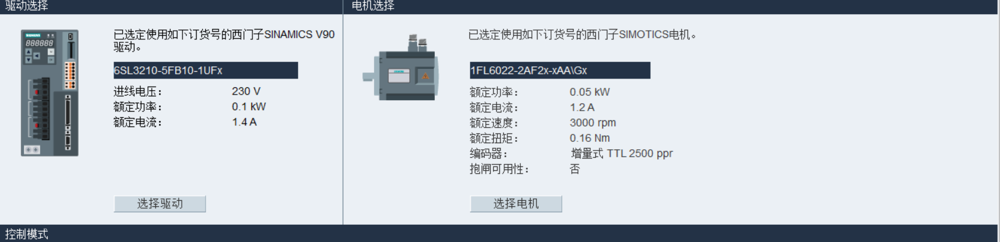 驱动选择
电机选择
已选定使用如下订货号的西门子SINAMICS V90
驱动。
6SL3210-5FB10-1UFx
进线电压： 230 V
额定功率： 0.1 kW
额定电流： 1.4 A
选择驱动
已选定使用如下订货号的西门子SIMOTICS电机。
1FL6022-2AF2x-xAA\Gx
额定功率： 0.05 kW
额定电流： 1.2 A
额定速度： 3000 rpm
额定扭矩： 0.16 Nm
编码器： 增量式 TTL 2500 ppr
抱闸可用性： 否
选择电机
控制模式